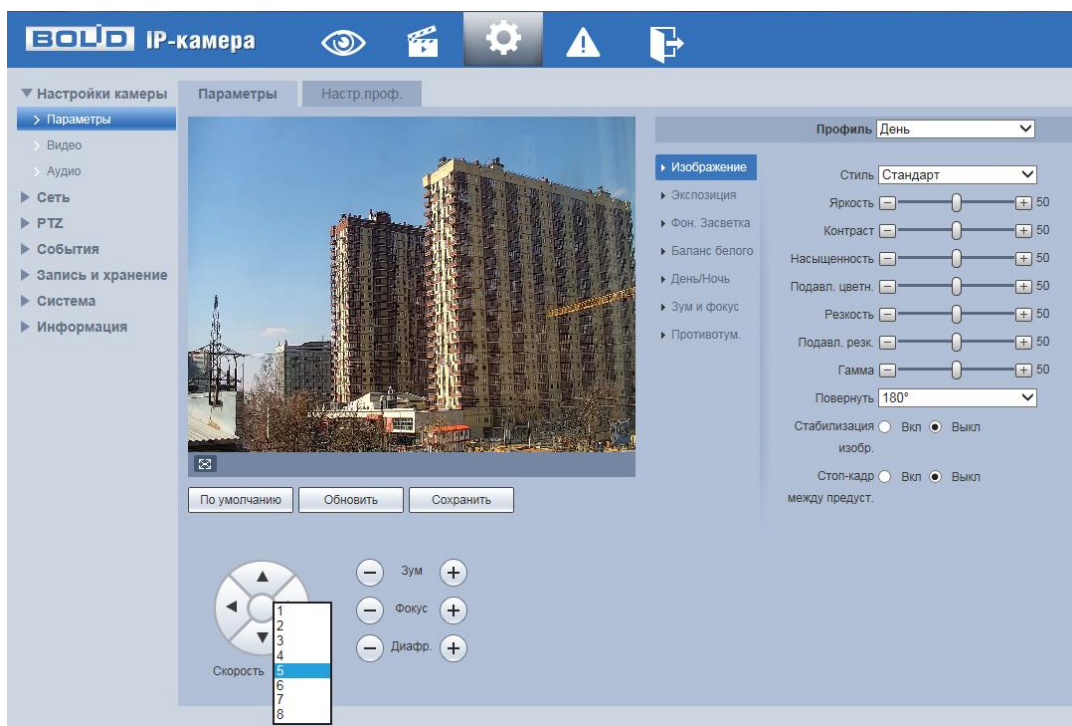 BOLID IP-камера
Настройки камеры
Параметры
Видео
Аудио
Сеть
PTZ
События
Запись и хранение
Система
Информация
Параметры
Настр.проф.
По умолчанию
Обновить
Сохранить
Зум
Фокус
Диафр.
Скорость
1
2
3
4
5
6
7
8
Изображение
Экспозиция
Фон. Засветка
Баланс белого
День/Ночь
Зум и фокус
Противотум.
Профиль День
Стиль Стандарт
Яркость 50
Контраст 50
Насыщенность 50
Подавл. цветн. 50
Резкость 50
Подавл. резк. 50
Гамма 50
Повернуть 180°
Стабилизация Вкл Выкл
изобр.
Стоп-кадр Вкл Выкл
между предуст.